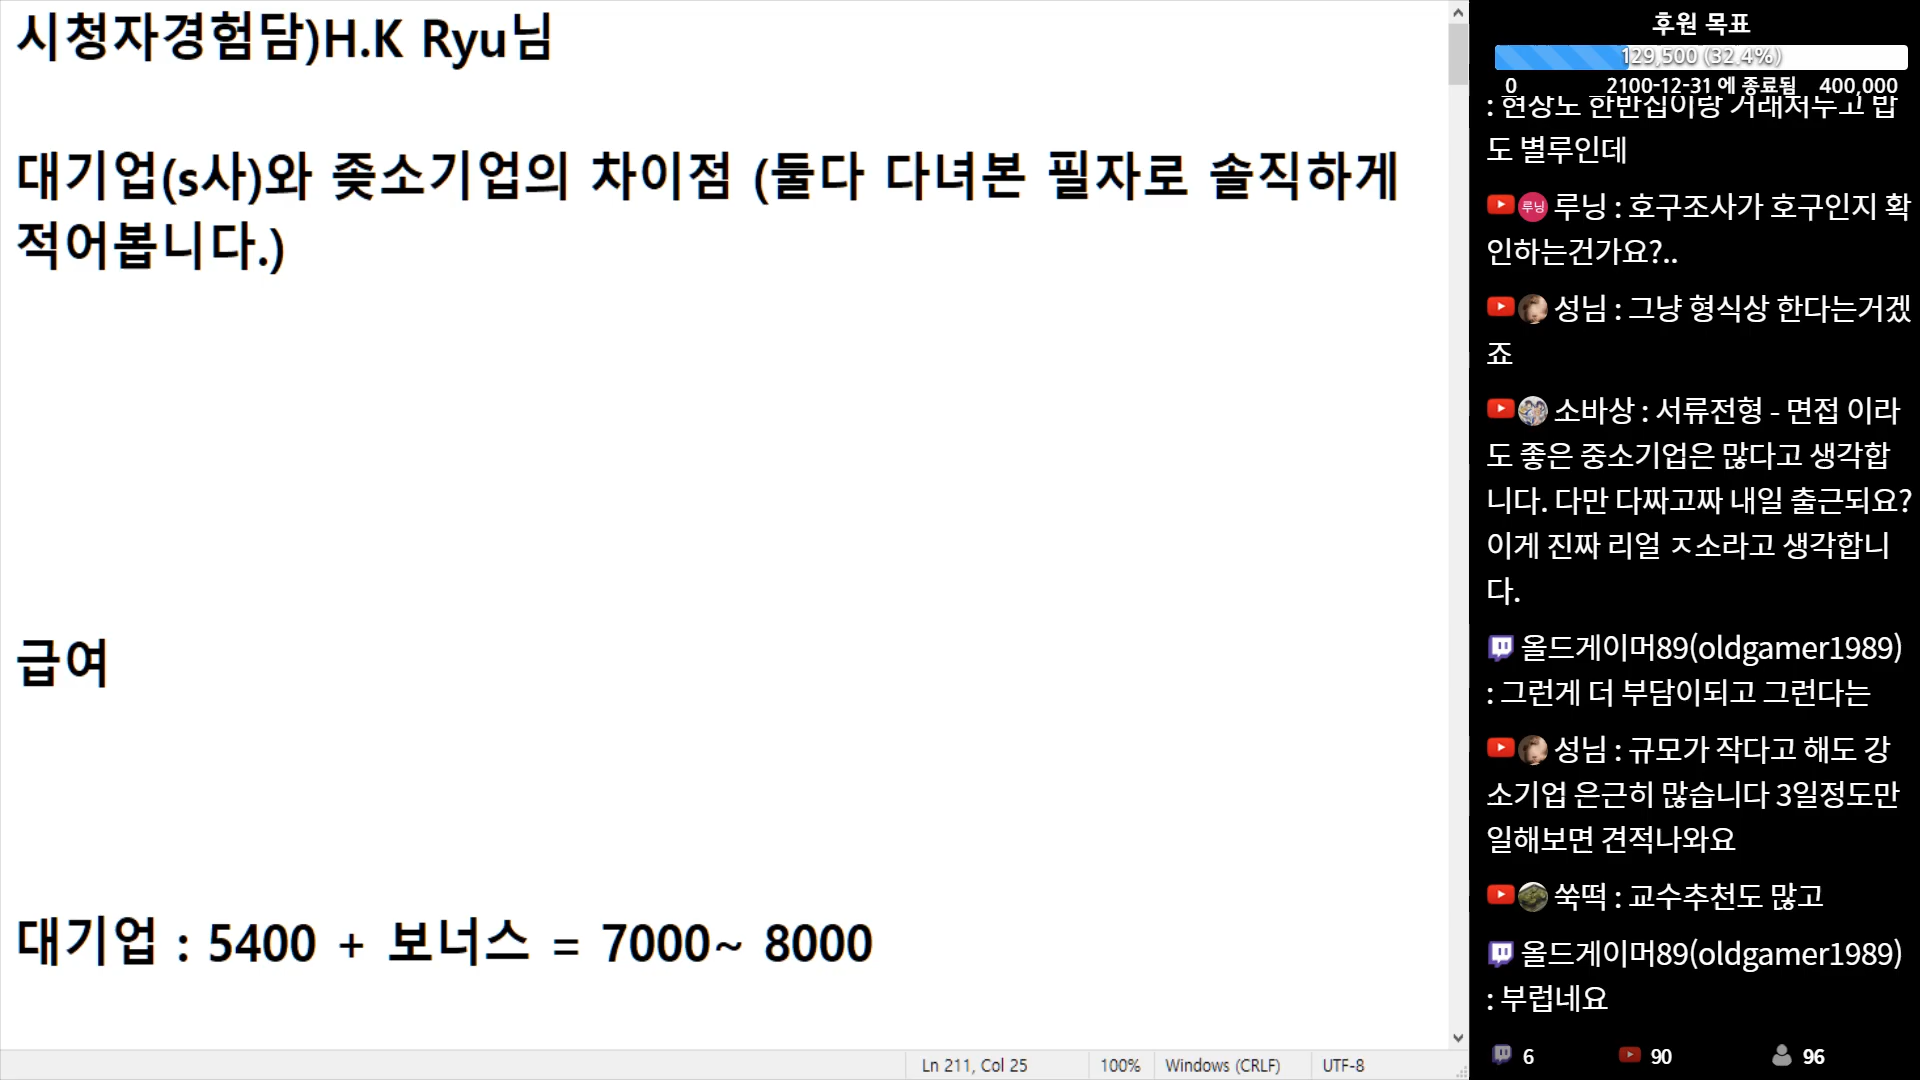 시청자경험담)H.K Ryu님
대기업(s사)와 좆소기업의 차이점 (둘다 다녀본 필자로 솔직하게
적어봅니다.)
급여
대기업 : 5400 + 보너스 = 7000~ 8000
Ln 211, Col 25
100%
Windows (CRLF)
UTF-8
후원 목표
129,500 (32.4%)
0
2100-12-31 에 종료됨
400,000
도 별루인데
루닝 : 호구조사가 호구인지 확
인하는건가요?..
성님 : 그냥 형식상 한다는거겠
죠
소바상 : 서류전형 - 면접 이라
도 좋은 중소기업은 많다고 생각합
니다. 다만 다짜고짜 내일 출근되요?
이게 진짜 리얼 ㅈ소라고 생각합니
다.
올드게이머89(oldgamer1989)
: 그런게 더 부담이되고 그런다는
성님 : 규모가 작다고 해도 강
소기업 은근히 많습니다 3일정도만
일해보면 견적나와요
쑥떡 : 교수추천도 많고
올드게이머89(oldgamer1989)
: 부럽네요
6
90
96